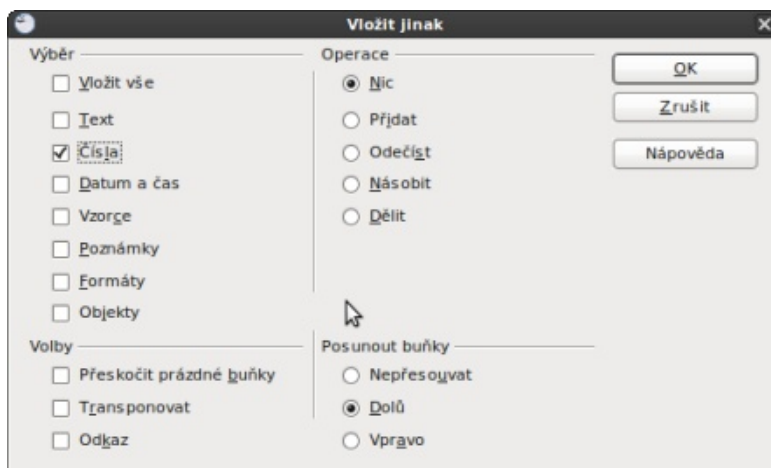 Vložit jinak
Výběr
Vložit vše
Text
Čísla
Datum a čas
Vzorce
Poznámky
Formáty
Objekty
Operace
Nic
Přidat
Odečíst
Násobit
Dělit
OK
Zrušit
Nápověda
Volby
Přeskočit prázdné buňky
Transponovat
Odkaz
Posunout buňky
Nepřesouvat
Dolů
Vpravo